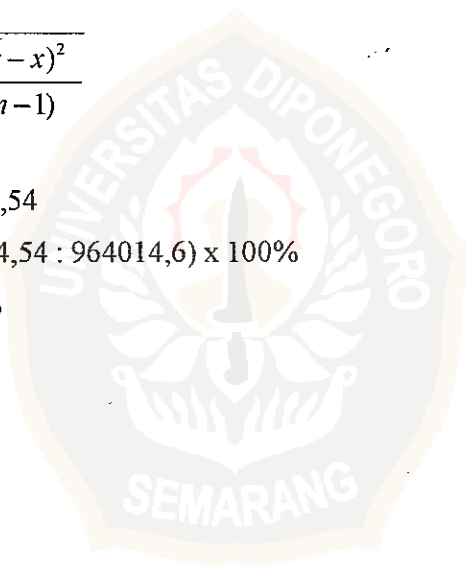 – x)²
n – 1)
,54
4,54 : 964014,6) x 100%
UNIVERSITAS DIPONEGORO
SEMARANG